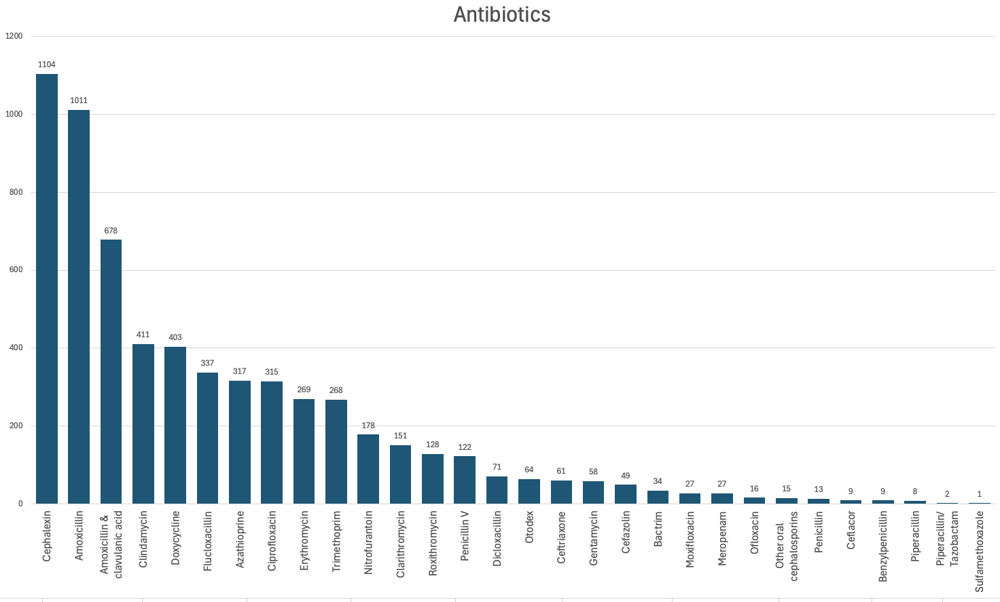 Antibiotics
1200
1000
800
600
400
200
0
1104
1011
678
411
403
337
317
315
269
268
178
151
128
122
71
64
61
58
49
34
27
27
16
15
13
9
9
8
2
1
Cephalexin
Amoxicillin
Amoxicillin &
clavulanic acid
Clindamycin
Doxycycline
Flucloxacillin
Azathioprine
Ciprofloxacin
Erythromycin
Trimethoprim
Nitrofurantoin
Clarithromycin
Roxithromycin
Penicillin V
Dicloxacillin
Otodex
Ceftriaxone
Gentamycin
Cefazolin
Bactrim
Moxifloxacin
Meropenam
Ofloxacin
Other oral
cephalosporins
Penicillin
Ceflacor
Benzylpenicillin
Piperacillin
Piperacillin/
Tazobactam
Sulfamethoxazole